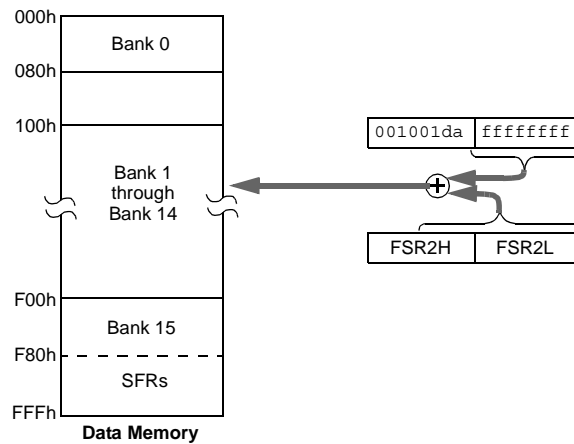 000h
Bank 0
080h
100h
001001da ffffffff
Bank 1
through
Bank 14
FSR2H FSR2L
F00h
Bank 15
F80h
SFRs
FFFh
Data Memory